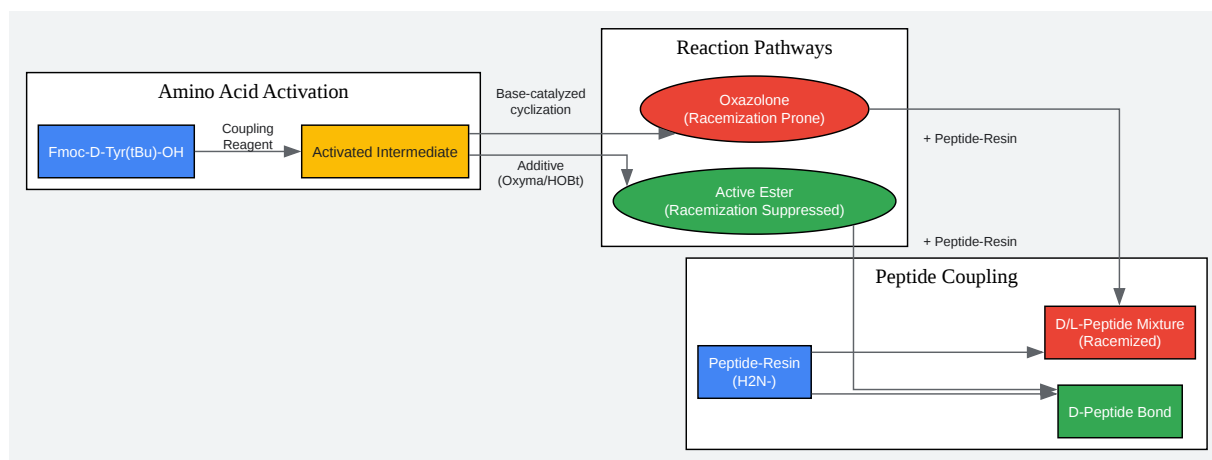 Amino Acid Activation
Fmoc-D-Tyr(tBu)-OH
Coupling
Reagent
Activated Intermediate
Base-catalyzed
cyclization
Additive
(Oxyma/HOBt)
Reaction Pathways
Oxazolone
(Racemization Prone)
Active Ester
(Racemization Suppressed)
+ Peptide-Resin
+ Peptide-Resin
Peptide Coupling
Peptide-Resin
(H2N-)
D/L-Peptide Mixture
(Racemized)
D-Peptide Bond